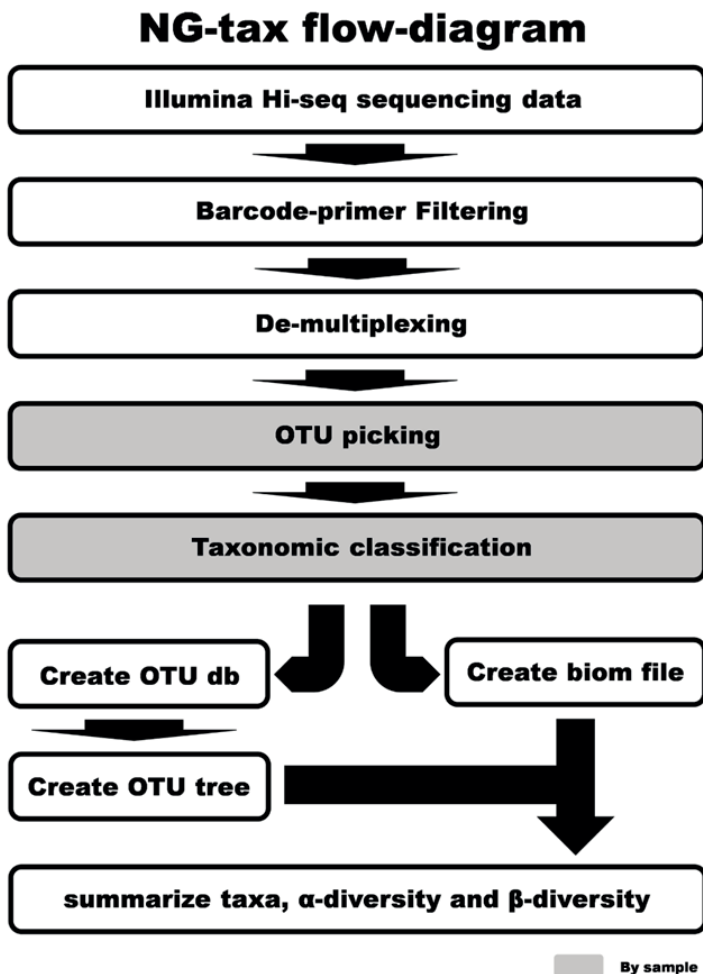 NG-tax flow-diagram
Illumina Hi-seq sequencing data
Barcode-primer Filtering
De-multiplexing
OTU picking
Taxonomic classification
Create OTU db
Create biom file
Create OTU tree
summarize taxa, α-diversity and β-diversity
By sample